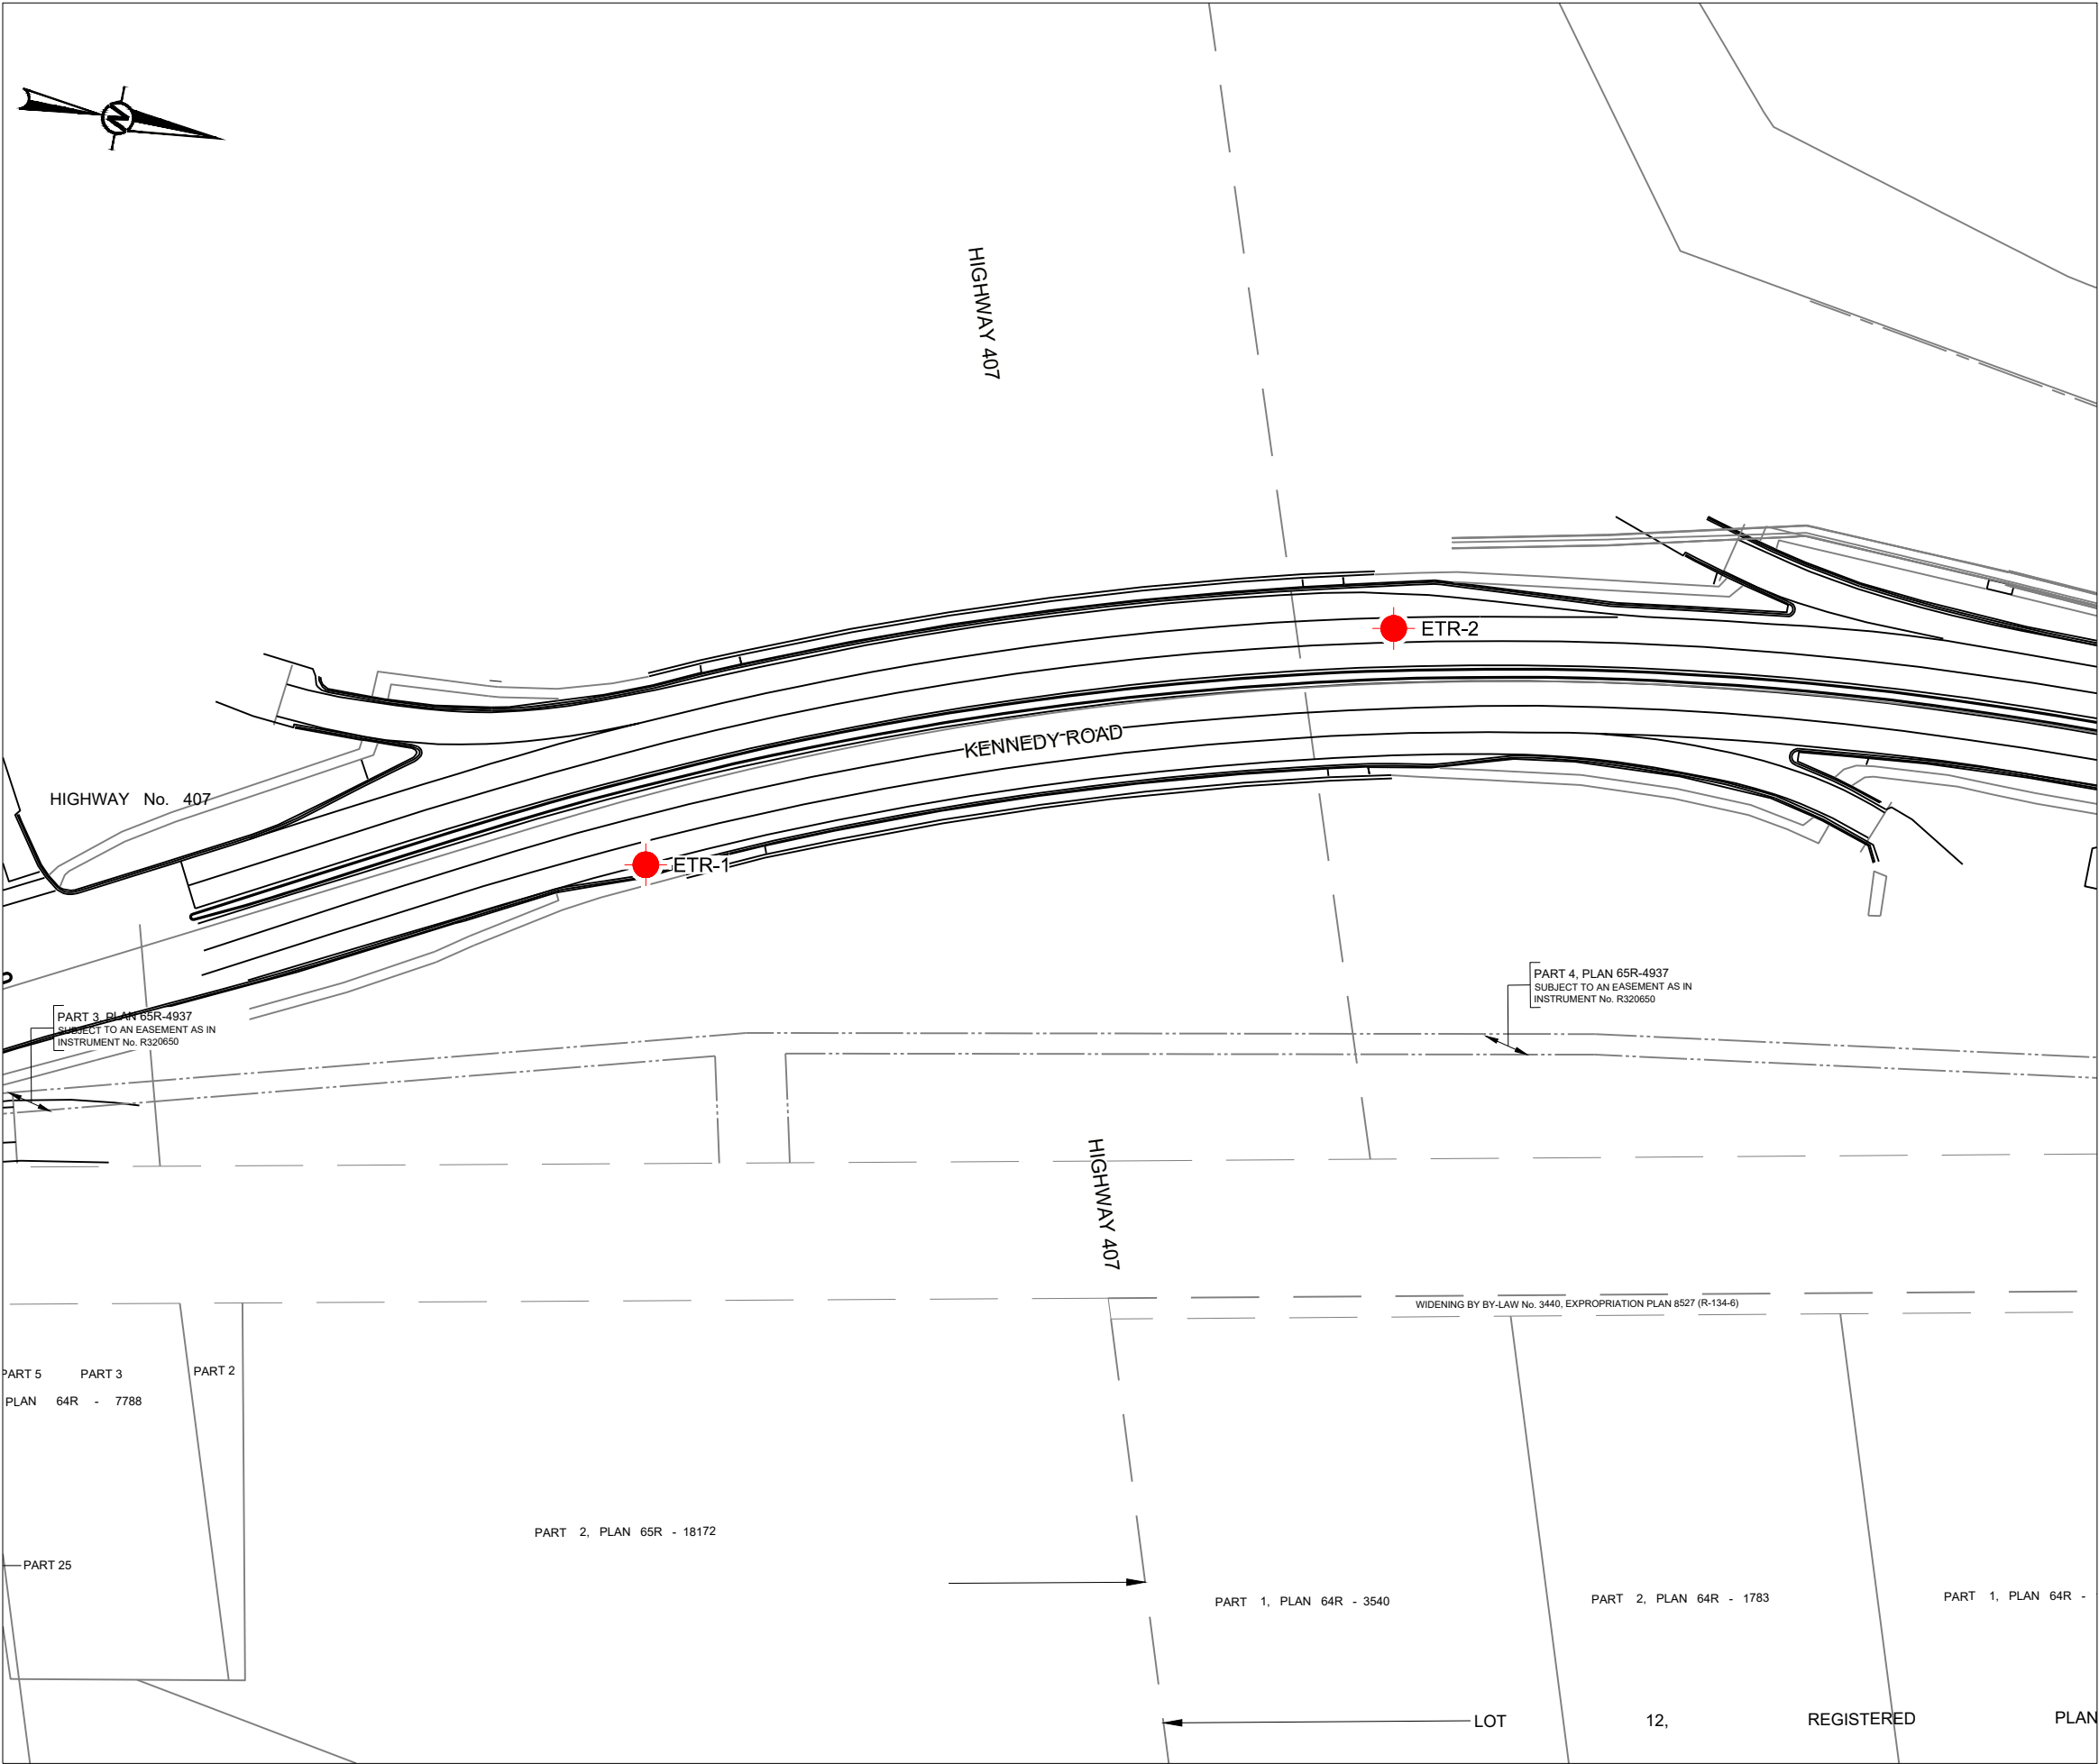 N
HIGHWAY 407
ETR-2
KENNEDY ROAD
HIGHWAY No. 407
ETR-1
PART 4, PLAN 65R-4937
SUBJECT TO AN EASEMENT AS IN
INSTRUMENT No. R320650
PART 3, PLAN 65R-4937
SUBJECT TO AN EASEMENT AS IN
INSTRUMENT No. R320650
HIGHWAY 407
WIDENING BY BY-LAW No. 3440, EXPROPRIATION PLAN 8527 (R-134-6)
PART 5 PART 3 PART 2
PLAN 64R - 7788
PART 2, PLAN 65R - 18172
PART 25
PART 1, PLAN 64R - 3540
PART 2, PLAN 64R - 1783
PART 1, PLAN 64R -
LOT 12, REGISTERED PLAN